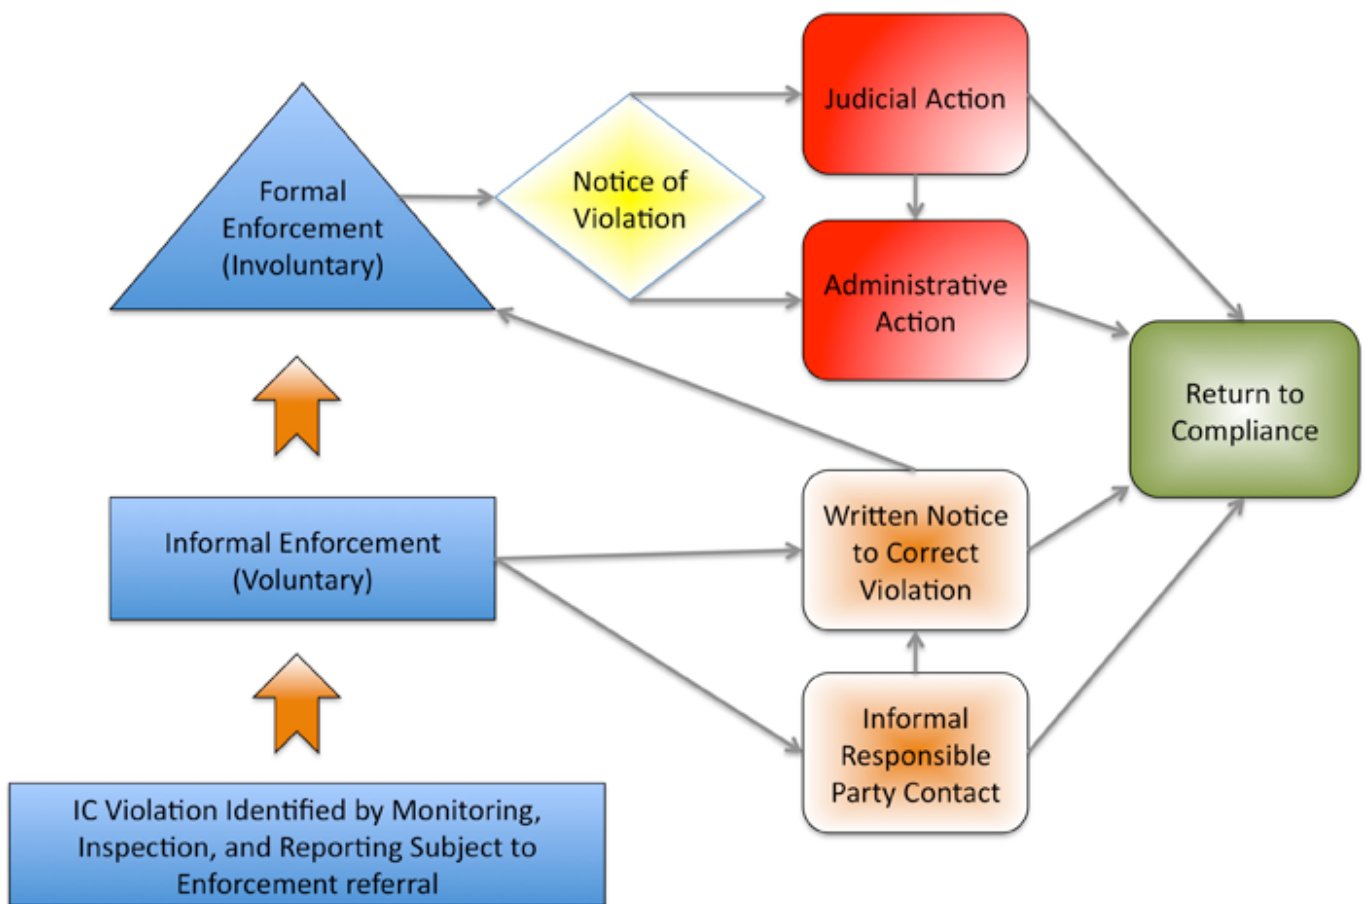 Judicial Action
Formal
Enforcement
(Involuntary)
Notice of
Violation
Administrative
Action
Return to
Compliance
Informal Enforcement
(Voluntary)
Written Notice
to Correct
Violation
Informal
Responsible
Party Contact
IC Violation Identified by Monitoring,
Inspection, and Reporting Subject to
Enforcement referral